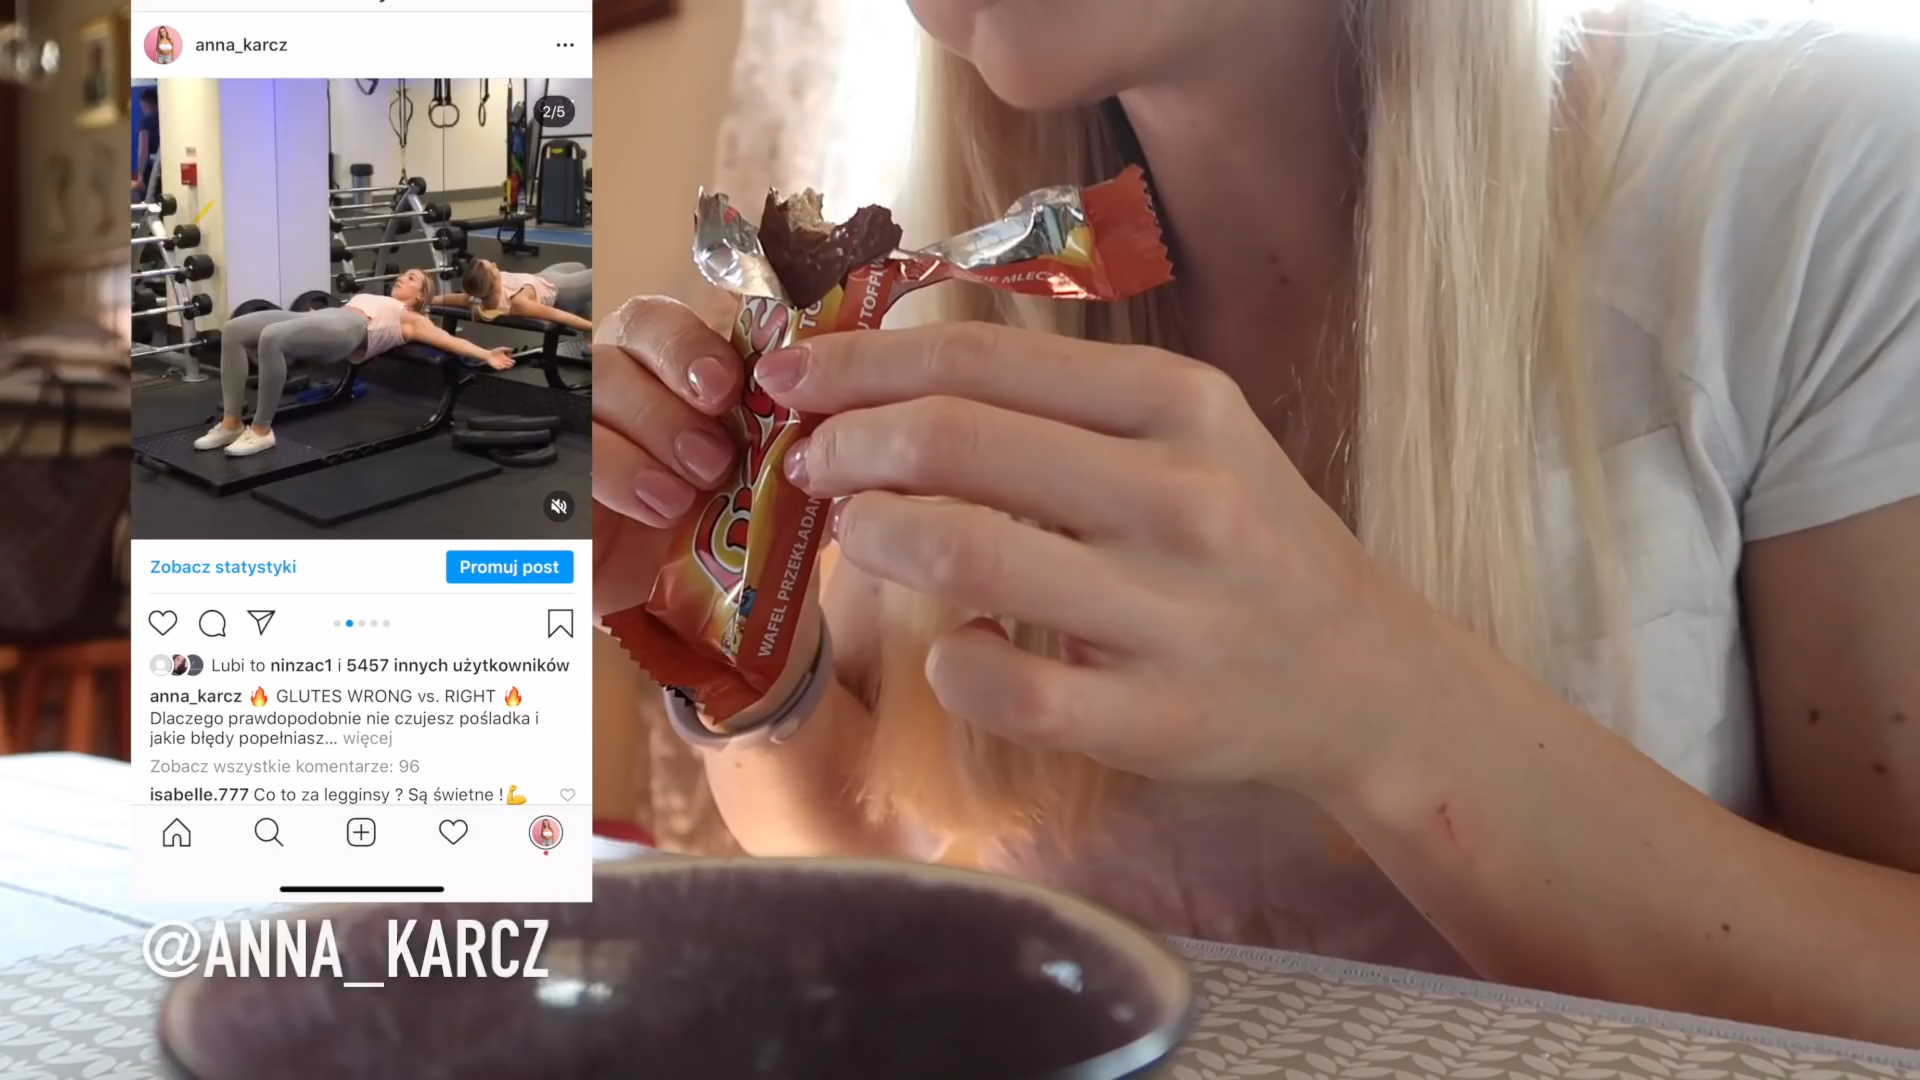 anna_karcz
2/5
Zobacz statystyki
Promuj post
Lubi to ninzac1 i 5457 innych użytkowników
anna_karcz 🔥 GLUTES WRONG vs. RIGHT 🔥
Dlaczego prawdopodobnie nie czujesz pośladka i
jakie błędy popełniasz... więcej
Zobacz wszystkie komentarze: 96
isabelle.777 Co to za legginsy ? Są świetne !💪
@ANNA_KARCZ
WAFEL PRZEKŁADA